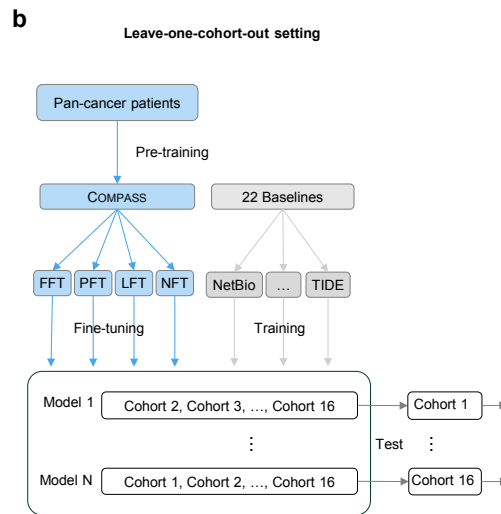 b
Leave-one-cohort-out setting
Pan-cancer patients
Pre-training
COMPASS
22 Baselines
FFT PFT LFT NFT NetBio ... TIDE
Fine-tuning Training
Model 1 Cohort 2, Cohort 3, ..., Cohort 16 Cohort 1
⋮ Test ⋮
Model N Cohort 1, Cohort 2, ..., Cohort 16 Cohort 16